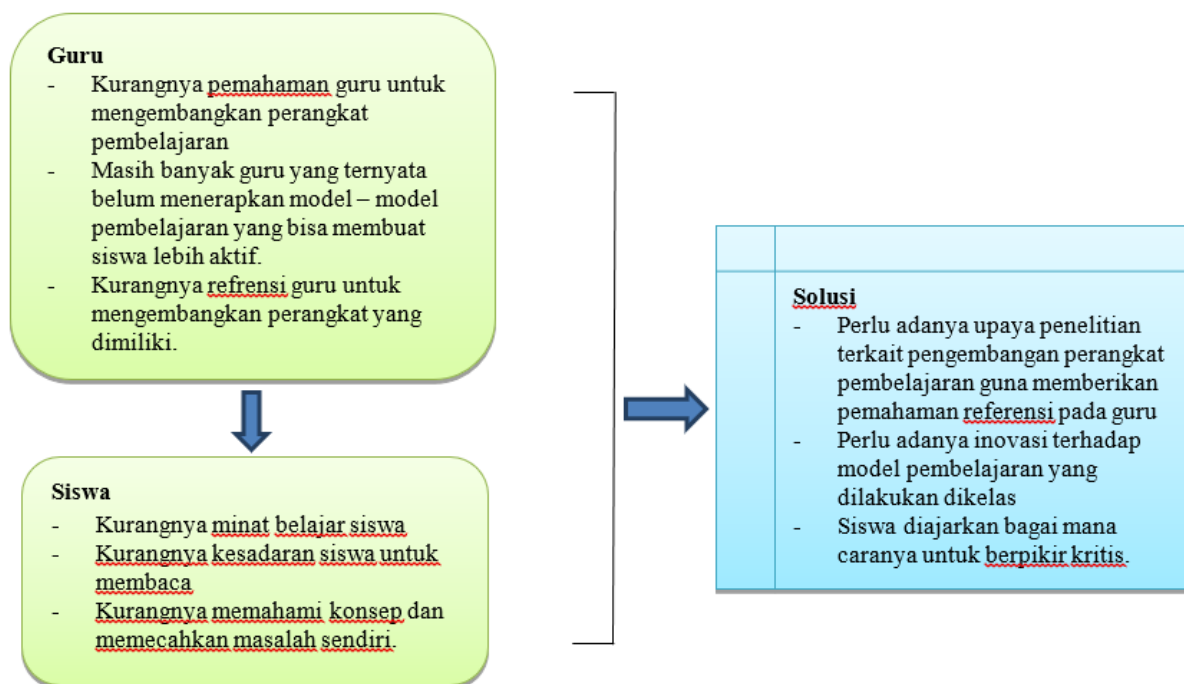 Guru
- Kurangnya pemahaman guru untuk
mengembangkan perangkat
pembelajaran
- Masih banyak guru yang ternyata
belum menerapkan model – model
pembelajaran yang bisa membuat
siswa lebih aktif.
- Kurangnya refrensi guru untuk
mengembangkan perangkat yang
dimiliki.
Siswa
- Kurangnya minat belajar siswa
- Kurangnya kesadaran siswa untuk
membaca
- Kurangnya memahami konsep dan
memecahkan masalah sendiri.
Solusi
- Perlu adanya upaya penelitian
terkait pengembangan perangkat
pembelajaran guna memberikan
pemahaman referensi pada guru
- Perlu adanya inovasi terhadap
model pembelajaran yang
dilakukan dikelas
- Siswa diajarkan bagai mana
caranya untuk berpikir kritis.